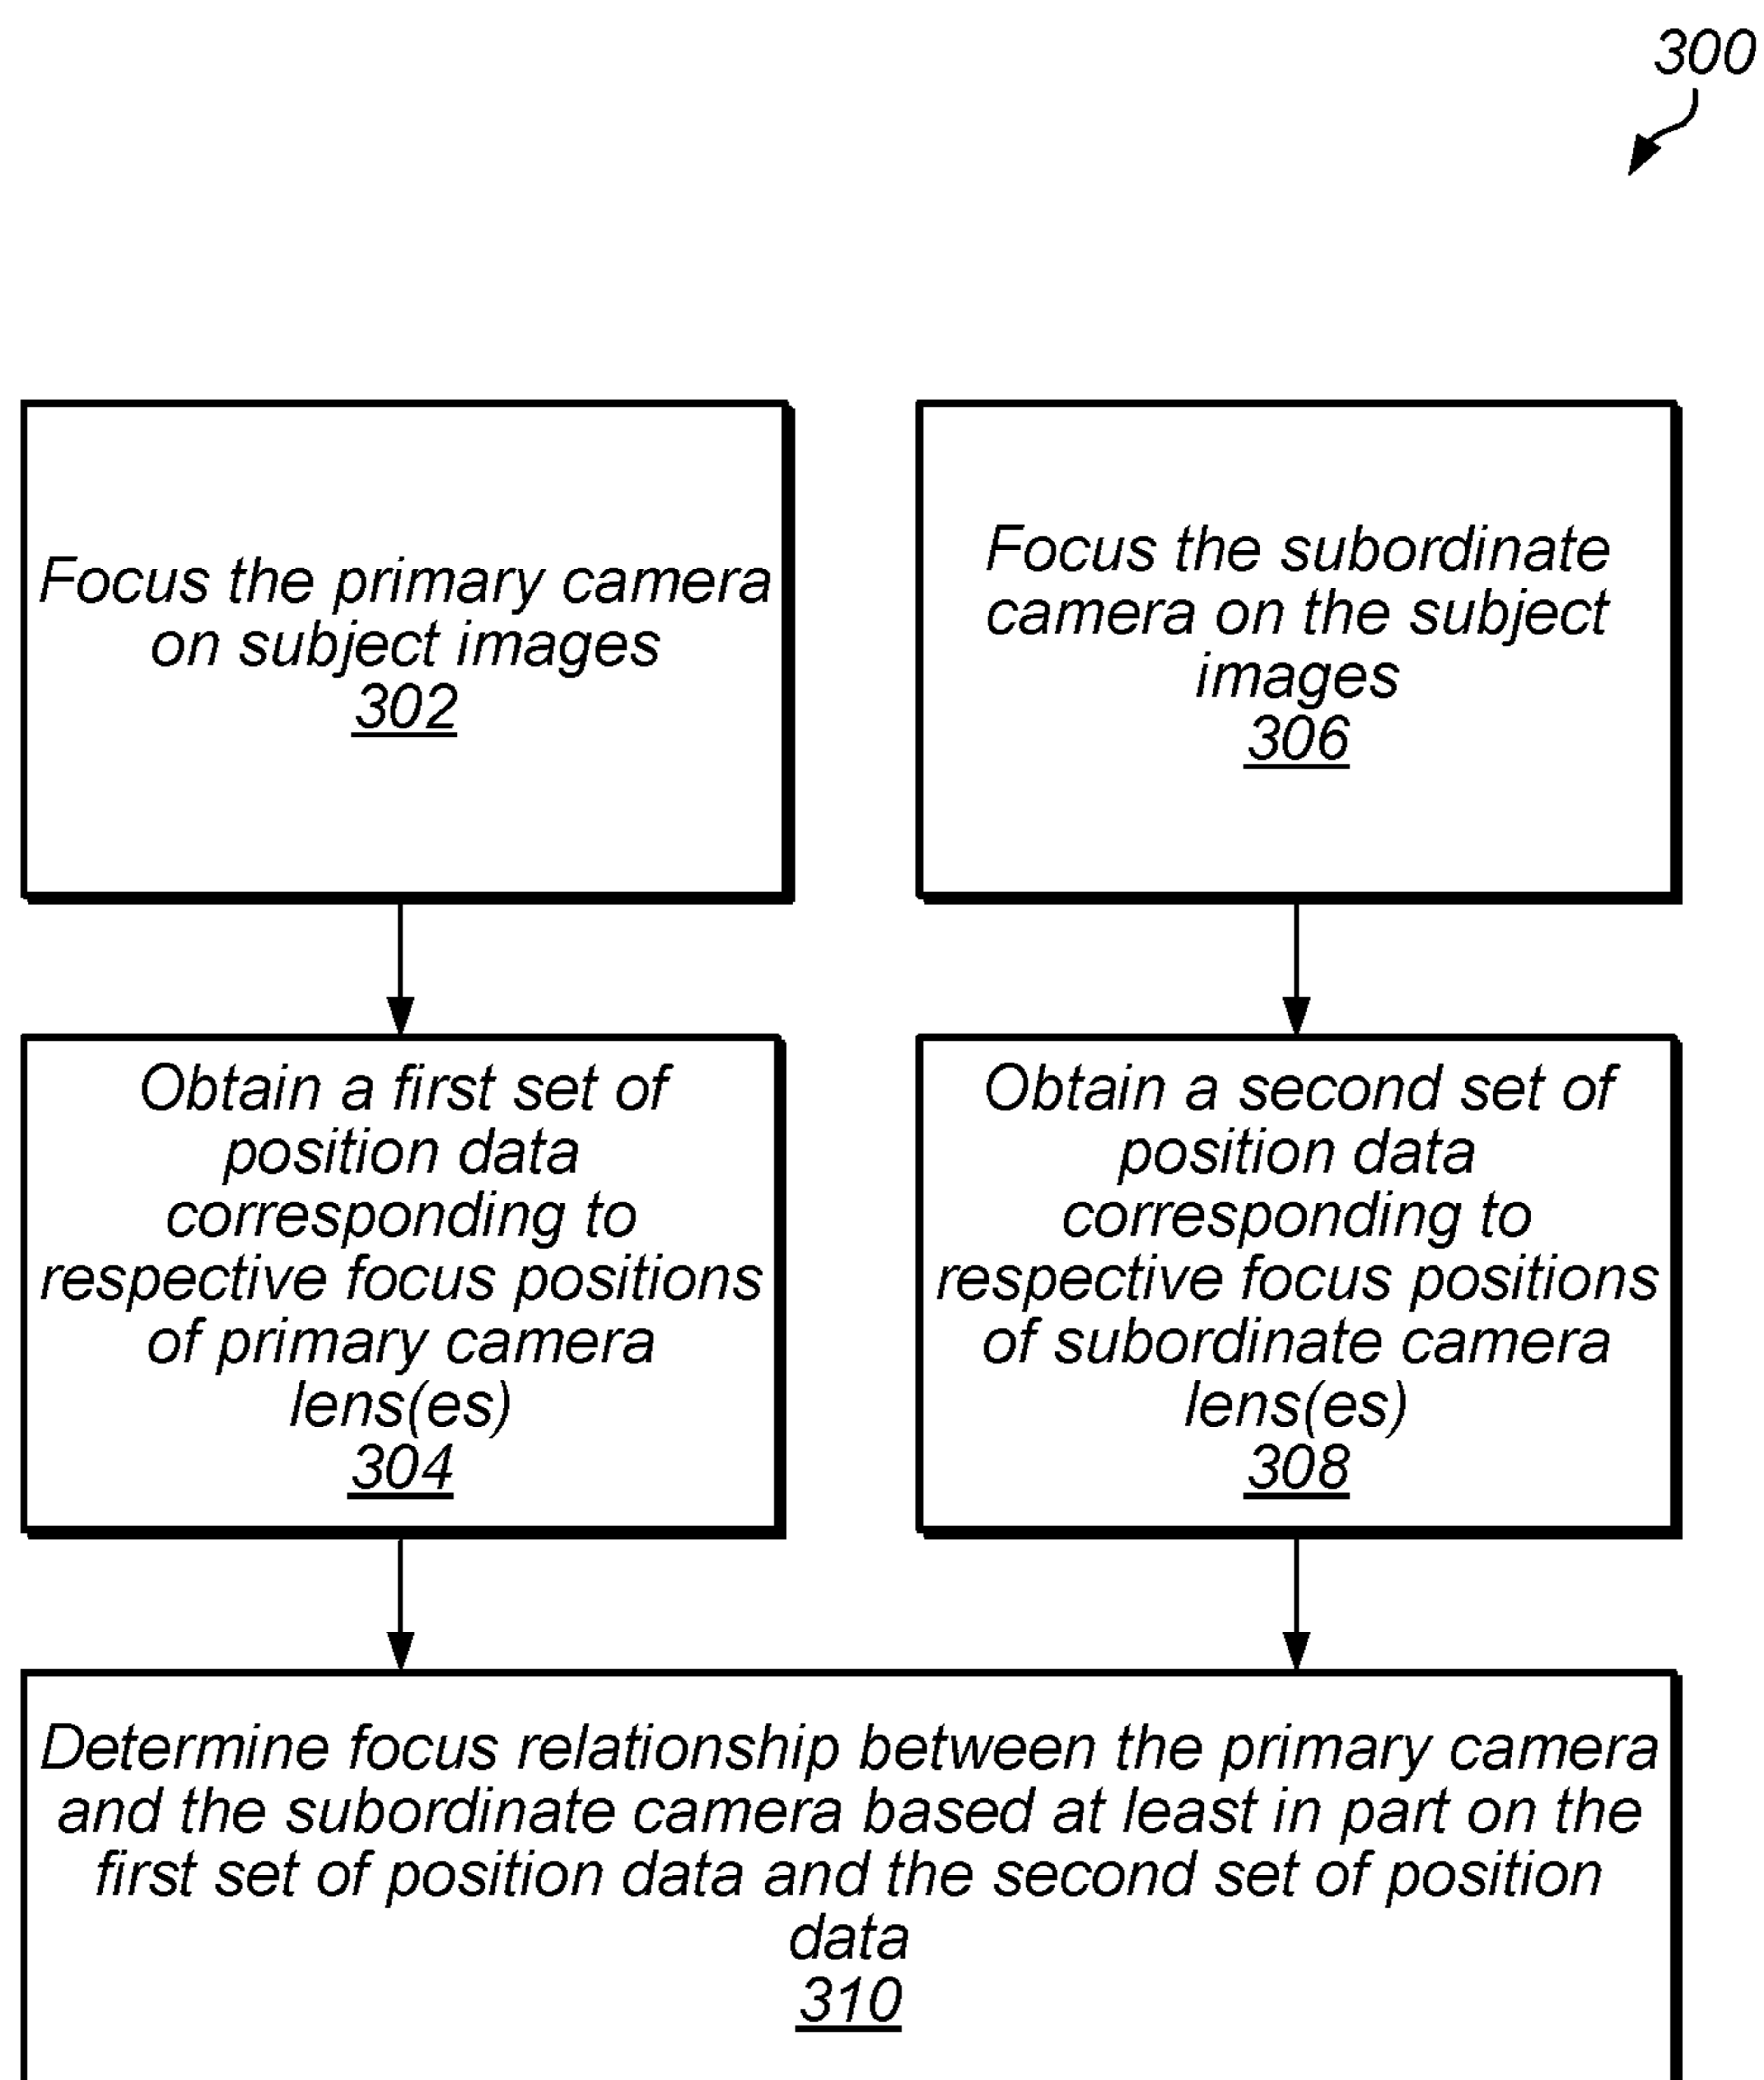 300
Focus the primary camera
on subject images
302
Focus the subordinate
camera on the subject
images
306
Obtain a first set of
position data
corresponding to
respective focus positions
of primary camera
lens(es)
304
Obtain a second set of
position data
corresponding to
respective focus positions
of subordinate camera
lens(es)
308
Determine focus relationship between the primary camera
and the subordinate camera based at least in part on the
first set of position data and the second set of position
data
310